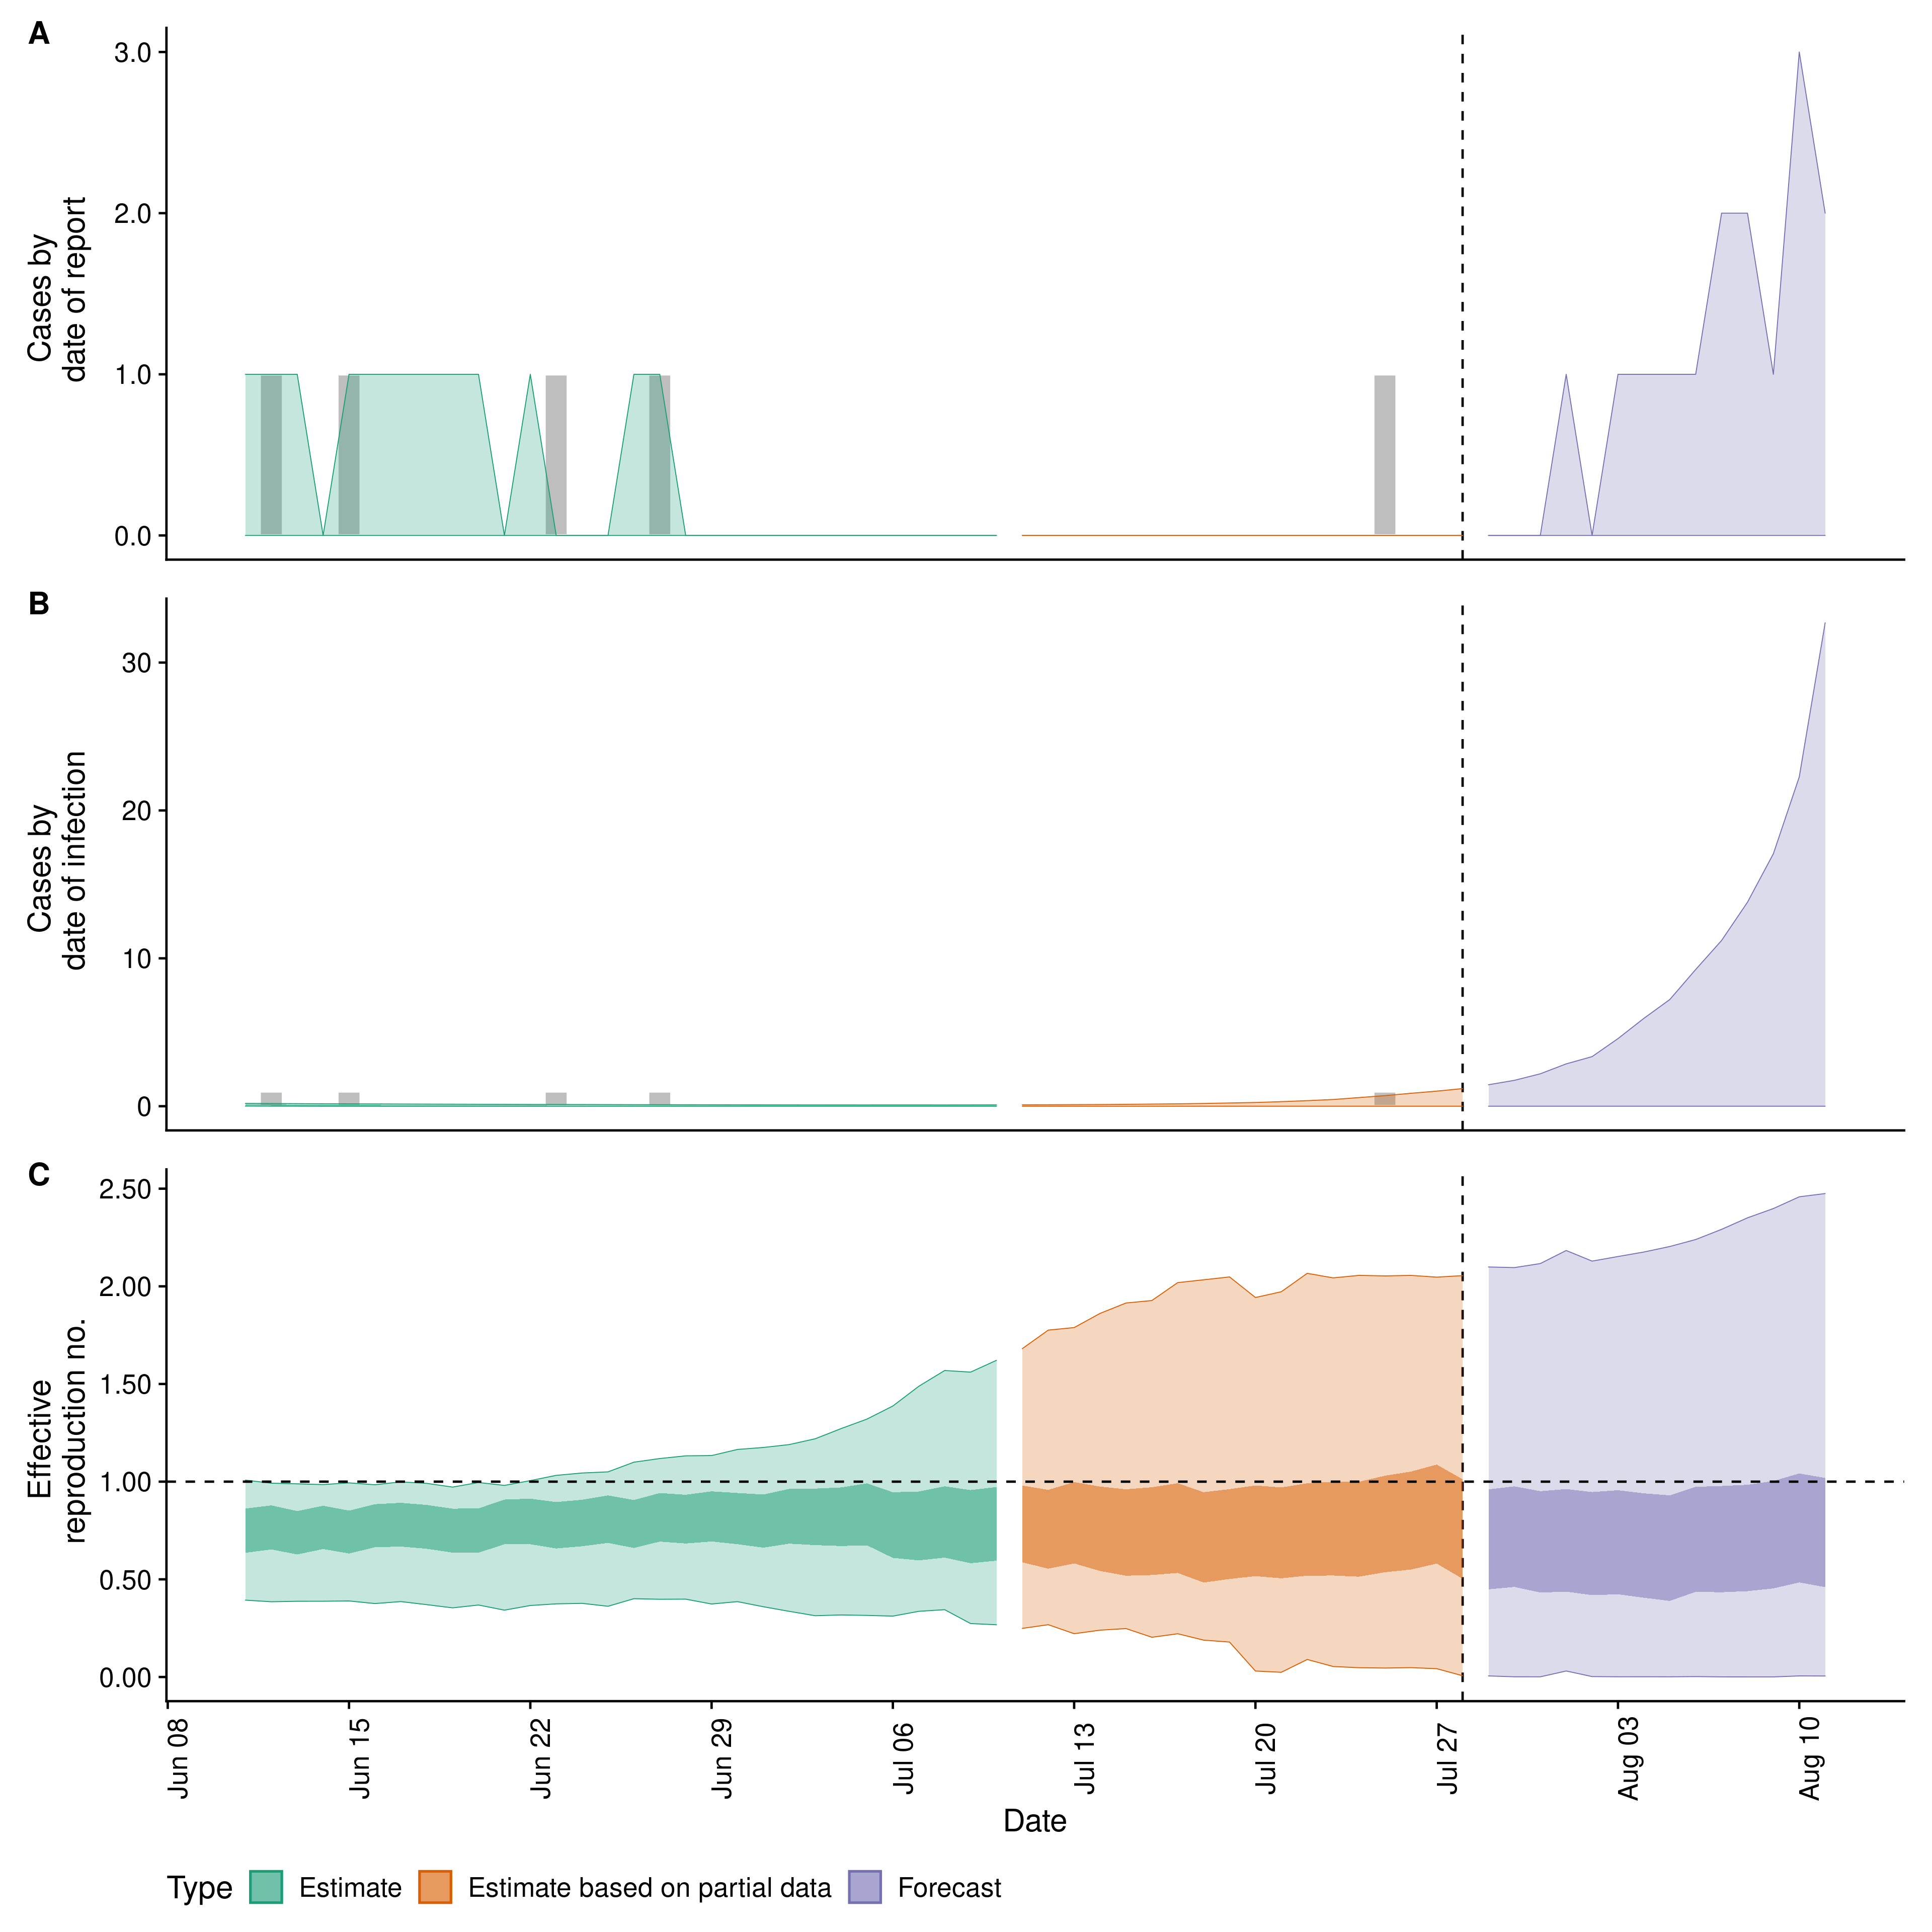 A
Cases by
date of report
3.0
2.0
1.0
0.0
B
Cases by
date of infection
30
20
10
0
C
Effective
reproduction no.
2.50
2.00
1.50
1.00
0.50
0.00
Jun 08
Jun 15
Jun 22
Jun 29
Jul 06
Jul 13
Jul 20
Jul 27
Aug 03
Aug 10
Date
Type Estimate Estimate based on partial data Forecast